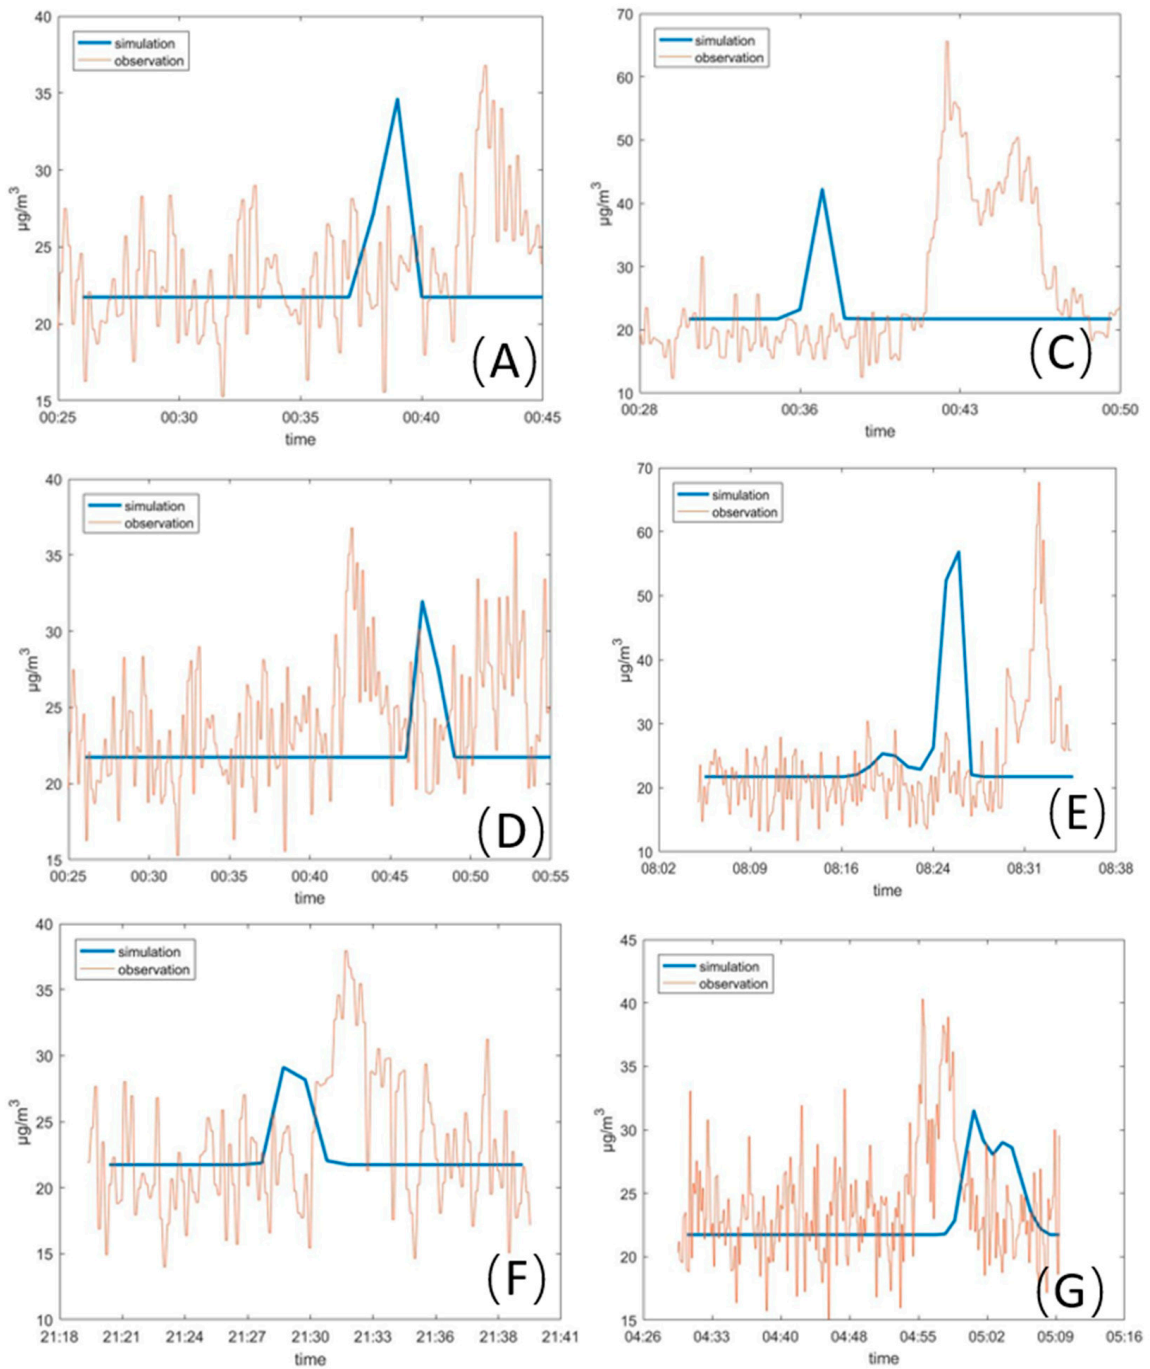 40
35
30
25
20
15
µg/m³
simulation
observation
(A)
00:25 00:30 00:35 00:40 00:45
time
70
60
50
40
30
20
10
µg/m³
simulation
observation
(C)
00:28 00:36 00:43 00:50
time
40
35
30
25
20
15
µg/m³
simulation
observation
(D)
00:25 00:30 00:35 00:40 00:45 00:50 00:55
time
70
60
50
40
30
20
10
µg/m³
simulation
observation
(E)
08:02 08:09 08:16 08:24 08:31 08:38
time
40
35
30
25
20
15
10
µg/m³
simulation
observation
(F)
21:18 21:21 21:24 21:27 21:30 21:33 21:36 21:38 21:41
time
45
40
35
30
25
20
15
µg/m³
simulation
observation
(G)
04:26 04:33 04:40 04:48 04:55 05:02 05:09 05:16
time